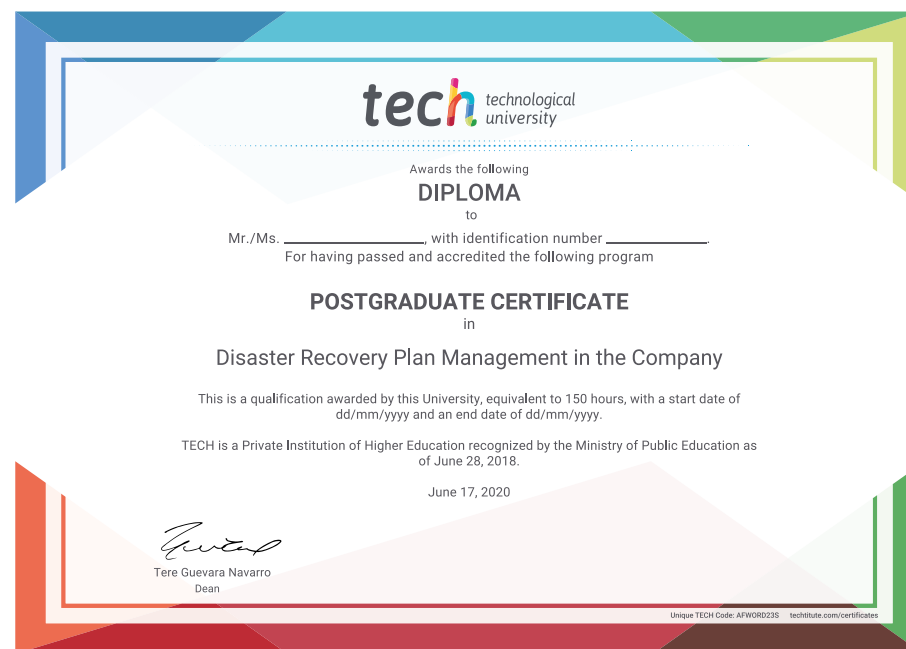 tech technological
university
Awards the following
DIPLOMA
to
Mr./Ms. ____________, with identification number ____________.
For having passed and accredited the following program
POSTGRADUATE CERTIFICATE
in
Disaster Recovery Plan Management in the Company
This is a qualification awarded by this University, equivalent to 150 hours, with a start date of
dd/mm/yyyy and an end date of dd/mm/yyyy.
TECH is a Private Institution of Higher Education recognized by the Ministry of Public Education as
of June 28, 2018.
June 17, 2020
Tere Guevara Navarro
Dean
Unique TECH Code: AFWORD23S techtitute.com/certificates